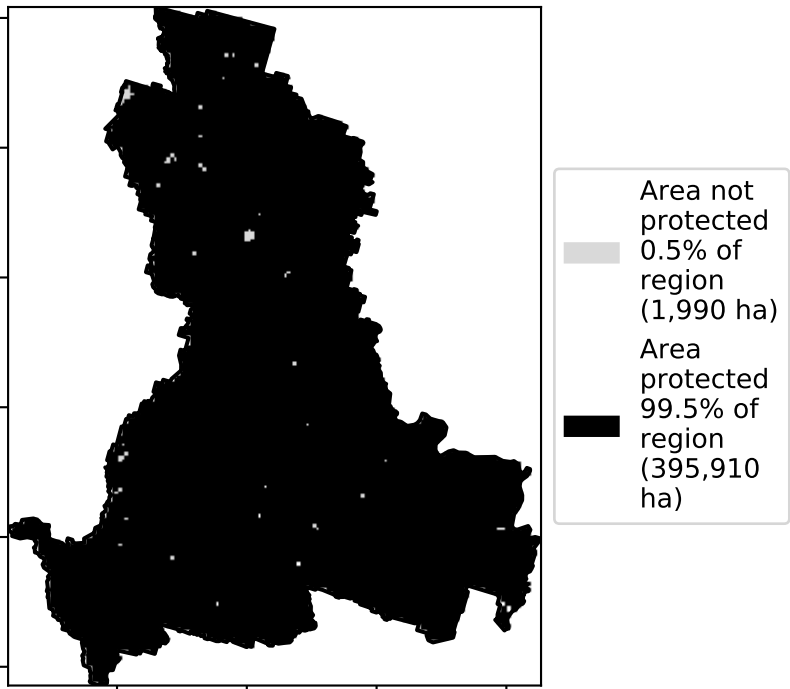 Area not
protected
0.5% of
region
(1,990 ha)
Area
protected
99.5% of
region
(395,910
ha)